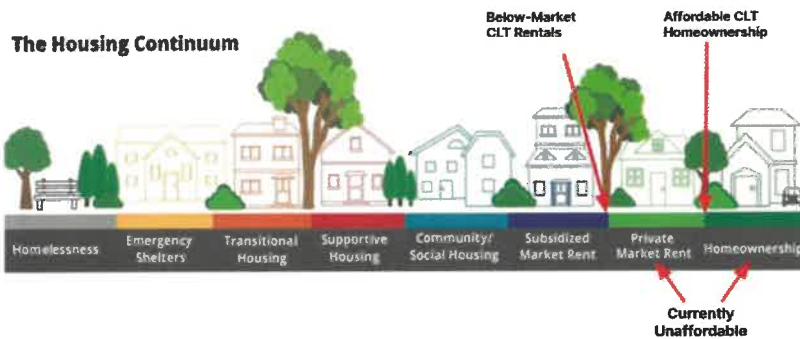 Below-Market
CLT Rentals
Affordable CLT
Homeownership
The Housing Continuum
Homelessness
Emergency
Shelters
Transitional
Housing
Supportive
Housing
Community/
Social Housing
Subsidized
Market Rent
Private
Market Rent
Homeownership
Currently
Unaffordable